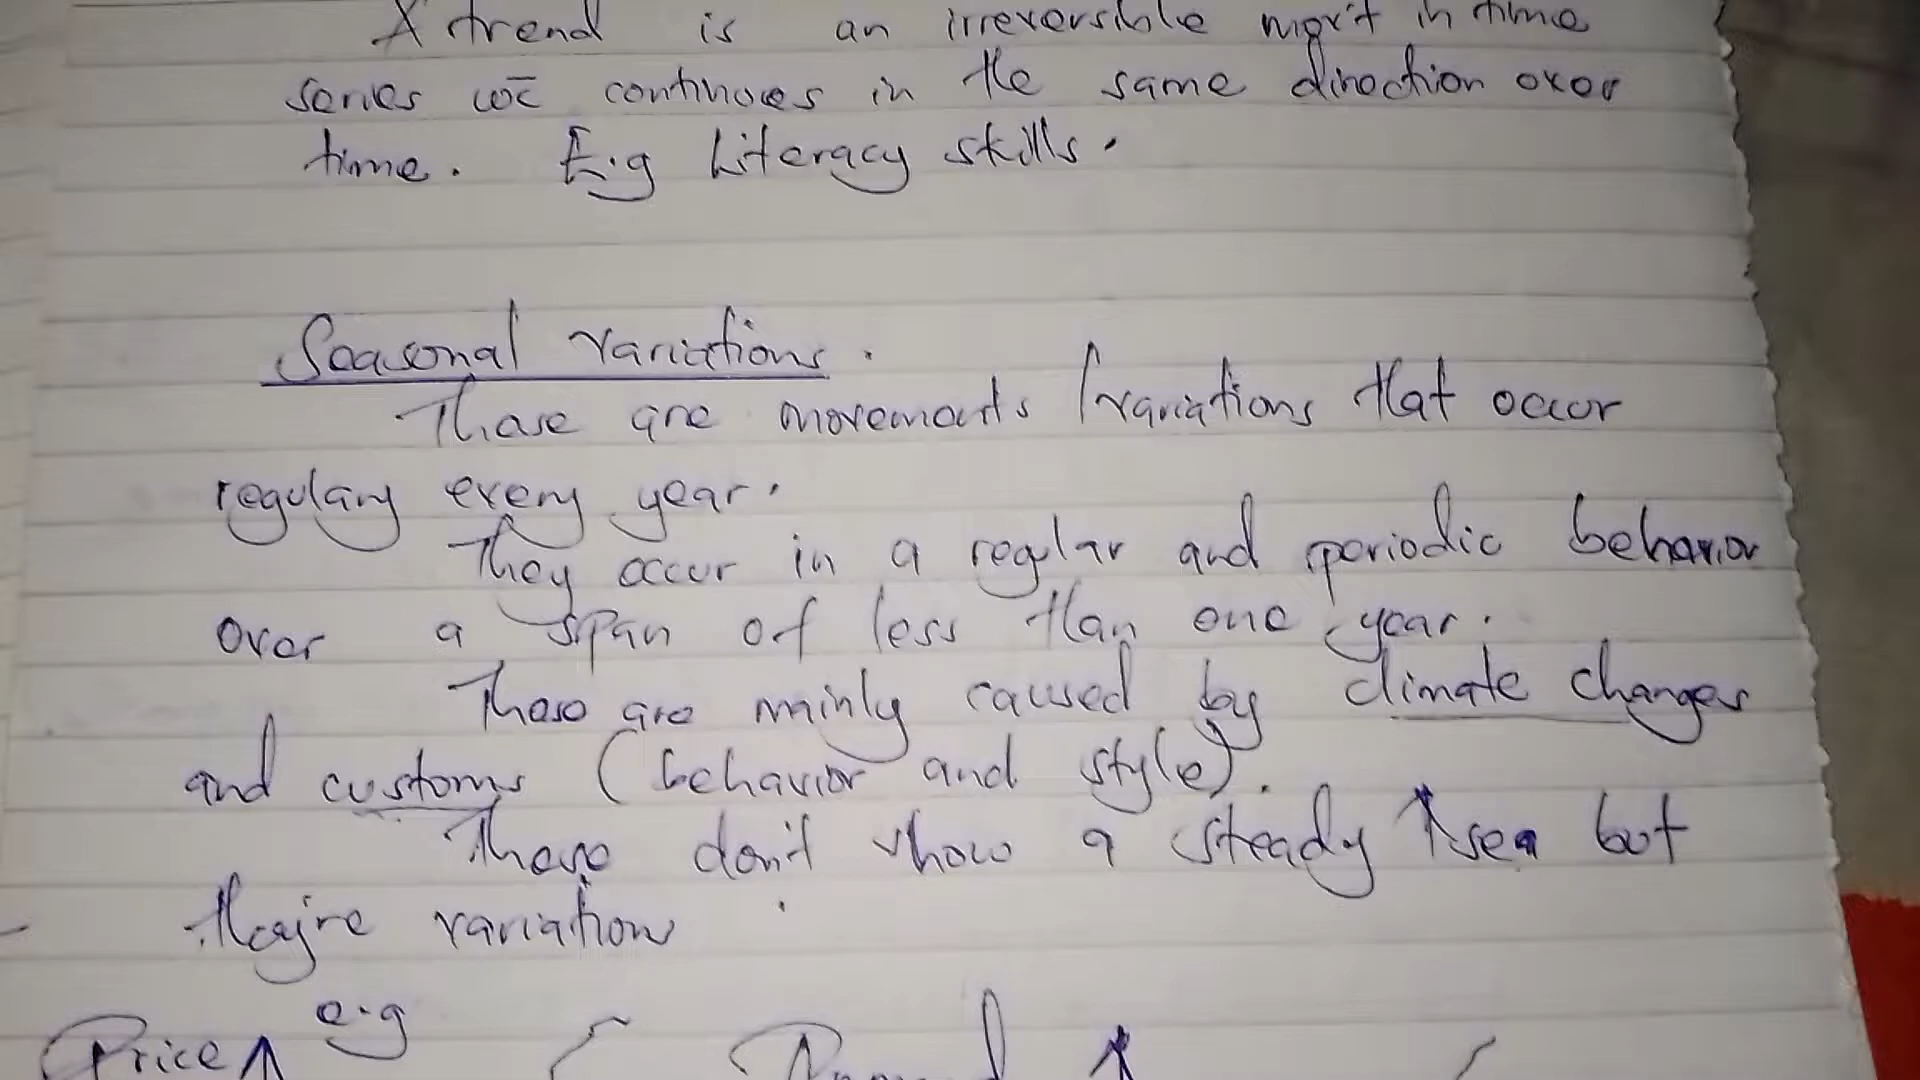 A trend is an irreversible mov't in time
series wc continues in the same direction over
time. E.g Literacy skills.
Seasonal variations.
These are movements / variations that occur
regulary every year.
They occur in a regular and periodic behavior
over a span of less than one year.
These are mainly caused by climate changes
and customs (behavior and style).
These don't show a steady but
they're variation
e.g
Price ↑